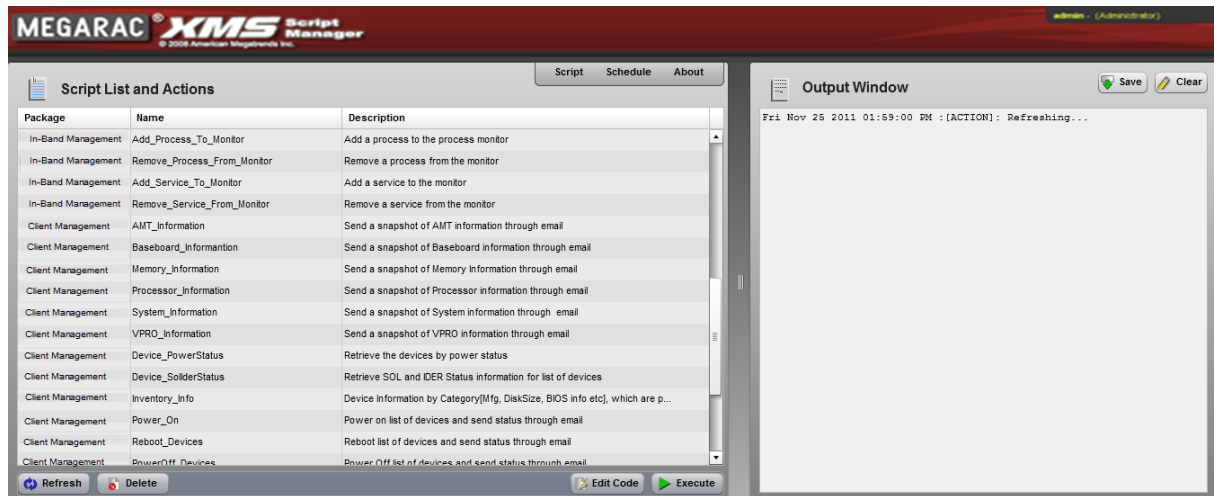 MEGARAC® XMS Script Manager
© 2008 American Megatrends Inc.
admin - (Administrator)
Script List and Actions
Script Schedule About
Package Name Description
In-Band Management Add_Process_To_Monitor Add a process to the process monitor
In-Band Management Remove_Process_From_Monitor Remove a process from the monitor
In-Band Management Add_Service_To_Monitor Add a service to the monitor
In-Band Management Remove_Service_From_Monitor Remove a service from the monitor
Client Management AMT_Information Send a snapshot of AMT information through email
Client Management Baseboard_Informantion Send a snapshot of Baseboard information through email
Client Management Memory_Information Send a snapshot of Memory Information through email
Client Management Processor_Information Send a snapshot of Processor information through email
Client Management System_Information Send a snapshot of System information through email
Client Management VPRO_Information Send a snapshot of VPRO information through email
Client Management Device_PowerStatus Retrieve the devices by power status
Client Management Device_SolIderStatus Retrieve SOL and IDER Status information for list of devices
Client Management Inventory_Info Device Information by Category[Mfg, DiskSize, BIOS info etc], which are p...
Client Management Power_On Power on list of devices and send status through email
Client Management Reboot_Devices Reboot list of devices and send status through email
Client Management PowerOff_Devices Power Off list of devices and send status through email
Refresh Delete Edit Code Execute
Output Window
Save Clear
Fri Nov 25 2011 01:59:00 PM :[ACTION]: Refreshing...